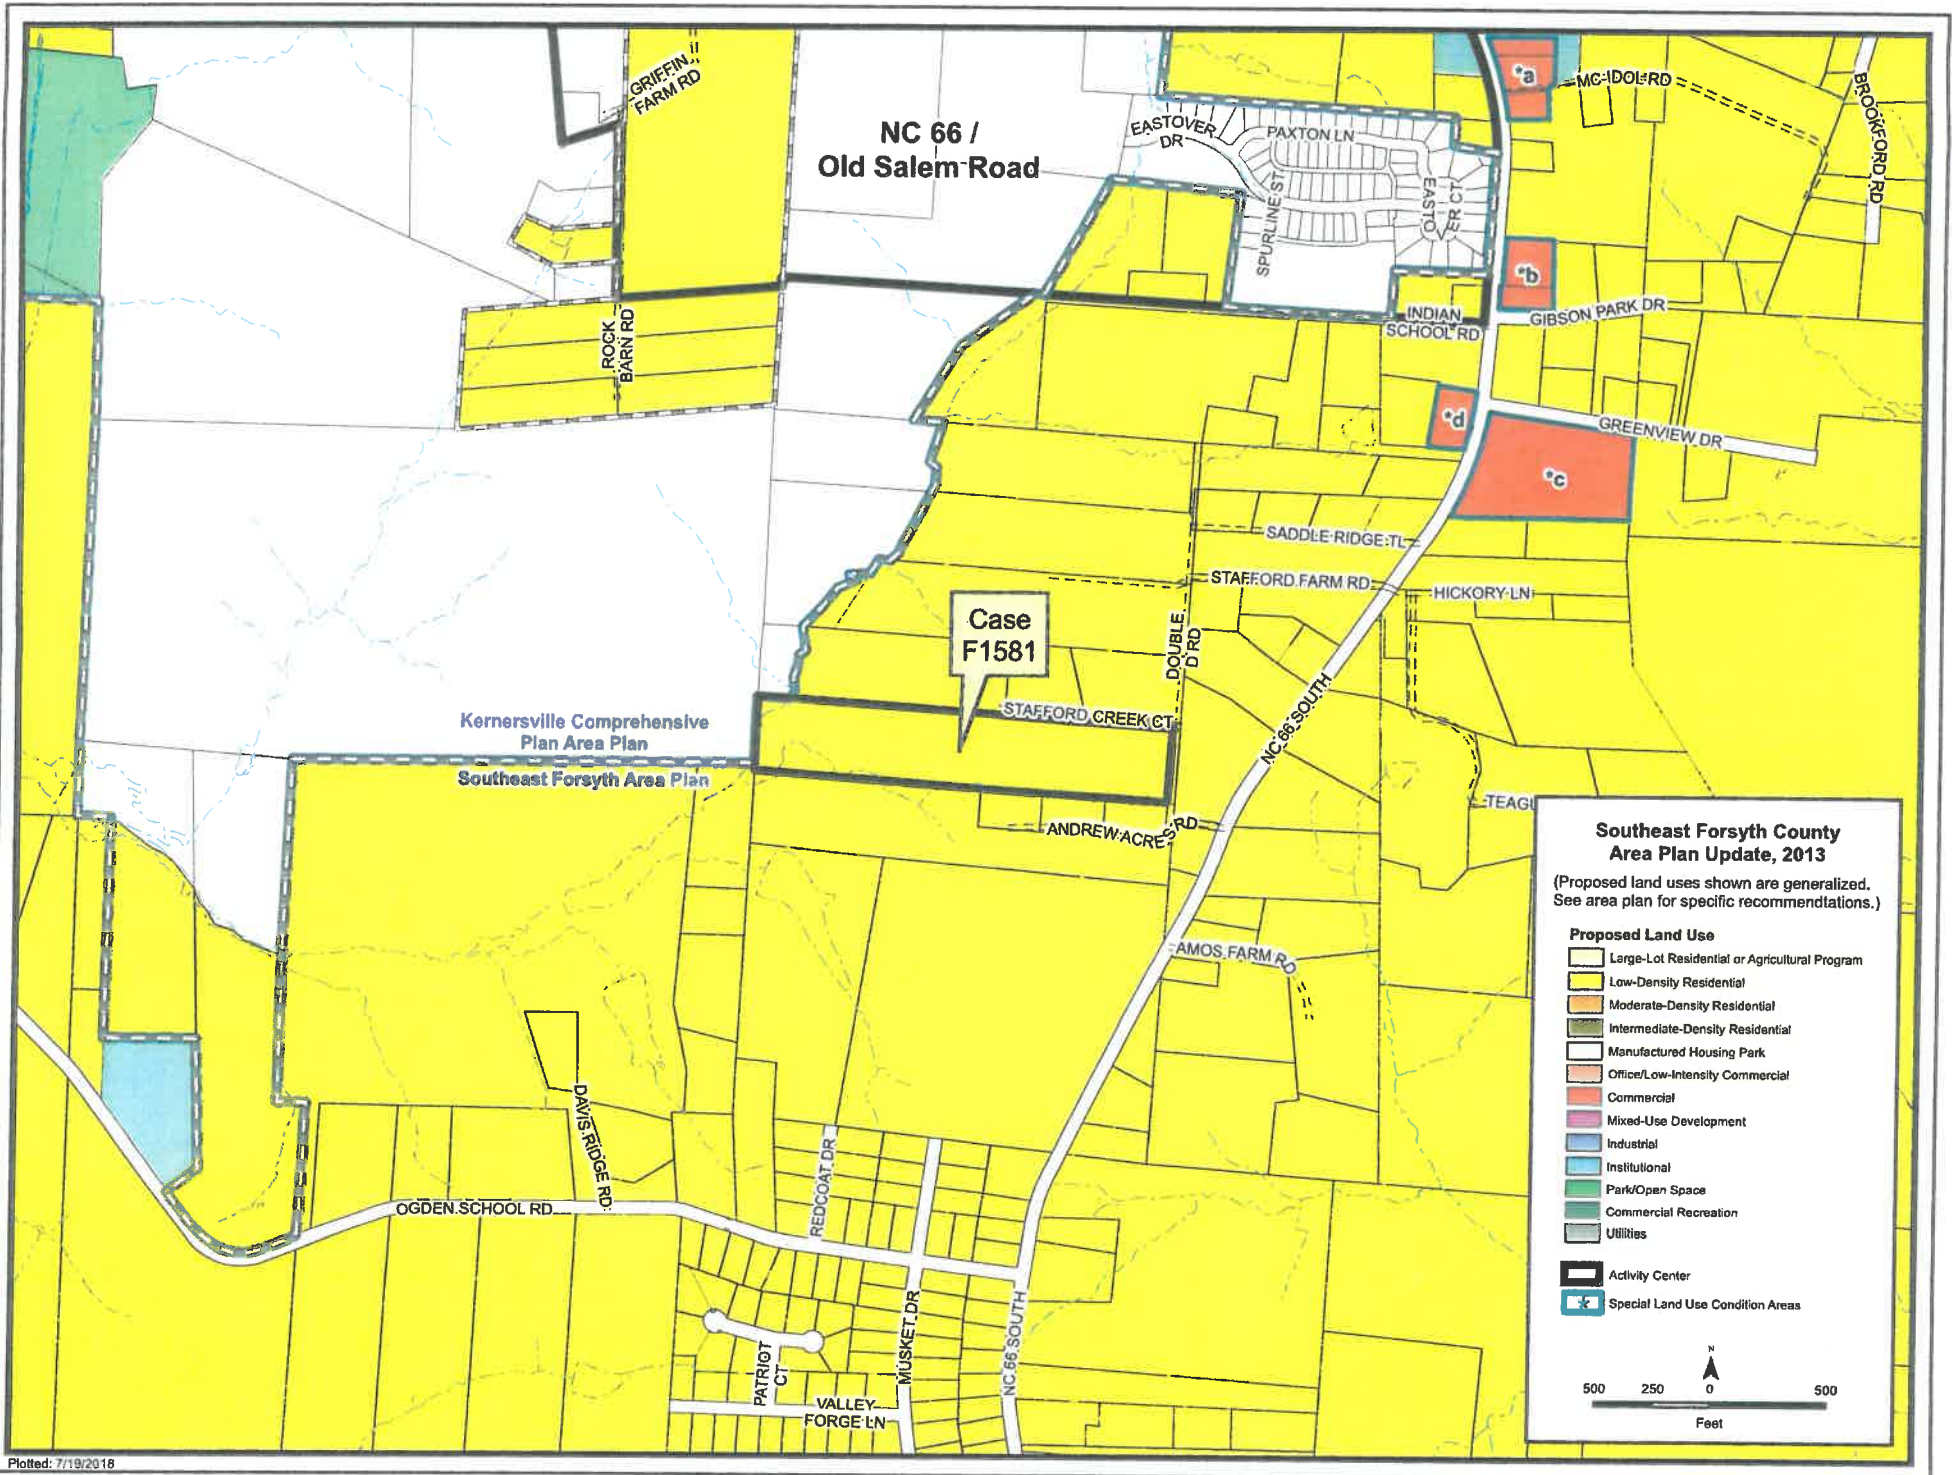 GRIFFIN
FARM RD
NC 66 /
Old Salem Road
EASTOVER
DR
PAXTON LN
SPURLINE ST
EASTO
ER CT
*a
MC IDOL RD
BROOKFORD RD
*b
GIBSON PARK DR
INDIAN
SCHOOL RD
ROCK
BARN RD
*d
GREENVIEW DR
*c
SADDLE RIDGE TL
STAFFORD FARM RD
HICKORY LN
Case
F1581
DOUBLE
D RD
STAFFORD CREEK CT
NC 66 SOUTH
Kernersville Comprehensive
Plan Area Plan
Southeast Forsyth Area Plan
ANDREW ACRES RD
TEAGU
AMOS FARM RD
DAVIS RIDGE RD
OGDEN SCHOOL RD
REDCOAT DR
MUSKET DR
NC 66 SOUTH
PATRIOT
CT
VALLEY
FORGE LN
Southeast Forsyth County
Area Plan Update, 2013
(Proposed land uses shown are generalized.
See area plan for specific recommendtations.)
Proposed Land Use
Large-Lot Residential or Agricultural Program
Low-Density Residential
Moderate-Density Residential
Intermediate-Density Residential
Manufactured Housing Park
Office/Low-Intensity Commercial
Commercial
Mixed-Use Development
Industrial
Institutional
Park/Open Space
Commercial Recreation
Utilities
Activity Center
* Special Land Use Condition Areas
N
500 250 0 500
Feet
Plotted: 7/19/2018